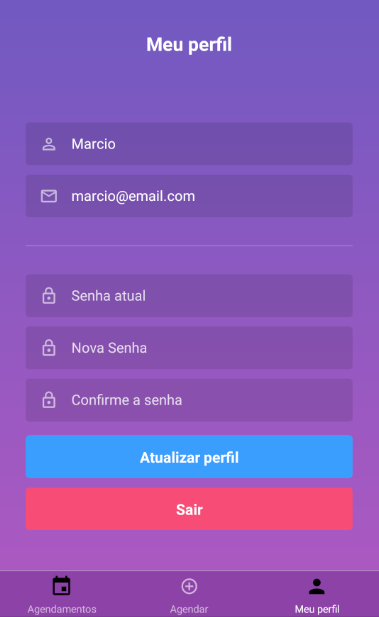 Meu perfil
Marcio
marcio@email.com
Senha atual
Nova Senha
Confirme a senha
Atualizar perfil
Sair
Agendamentos
Agendar
Meu perfil